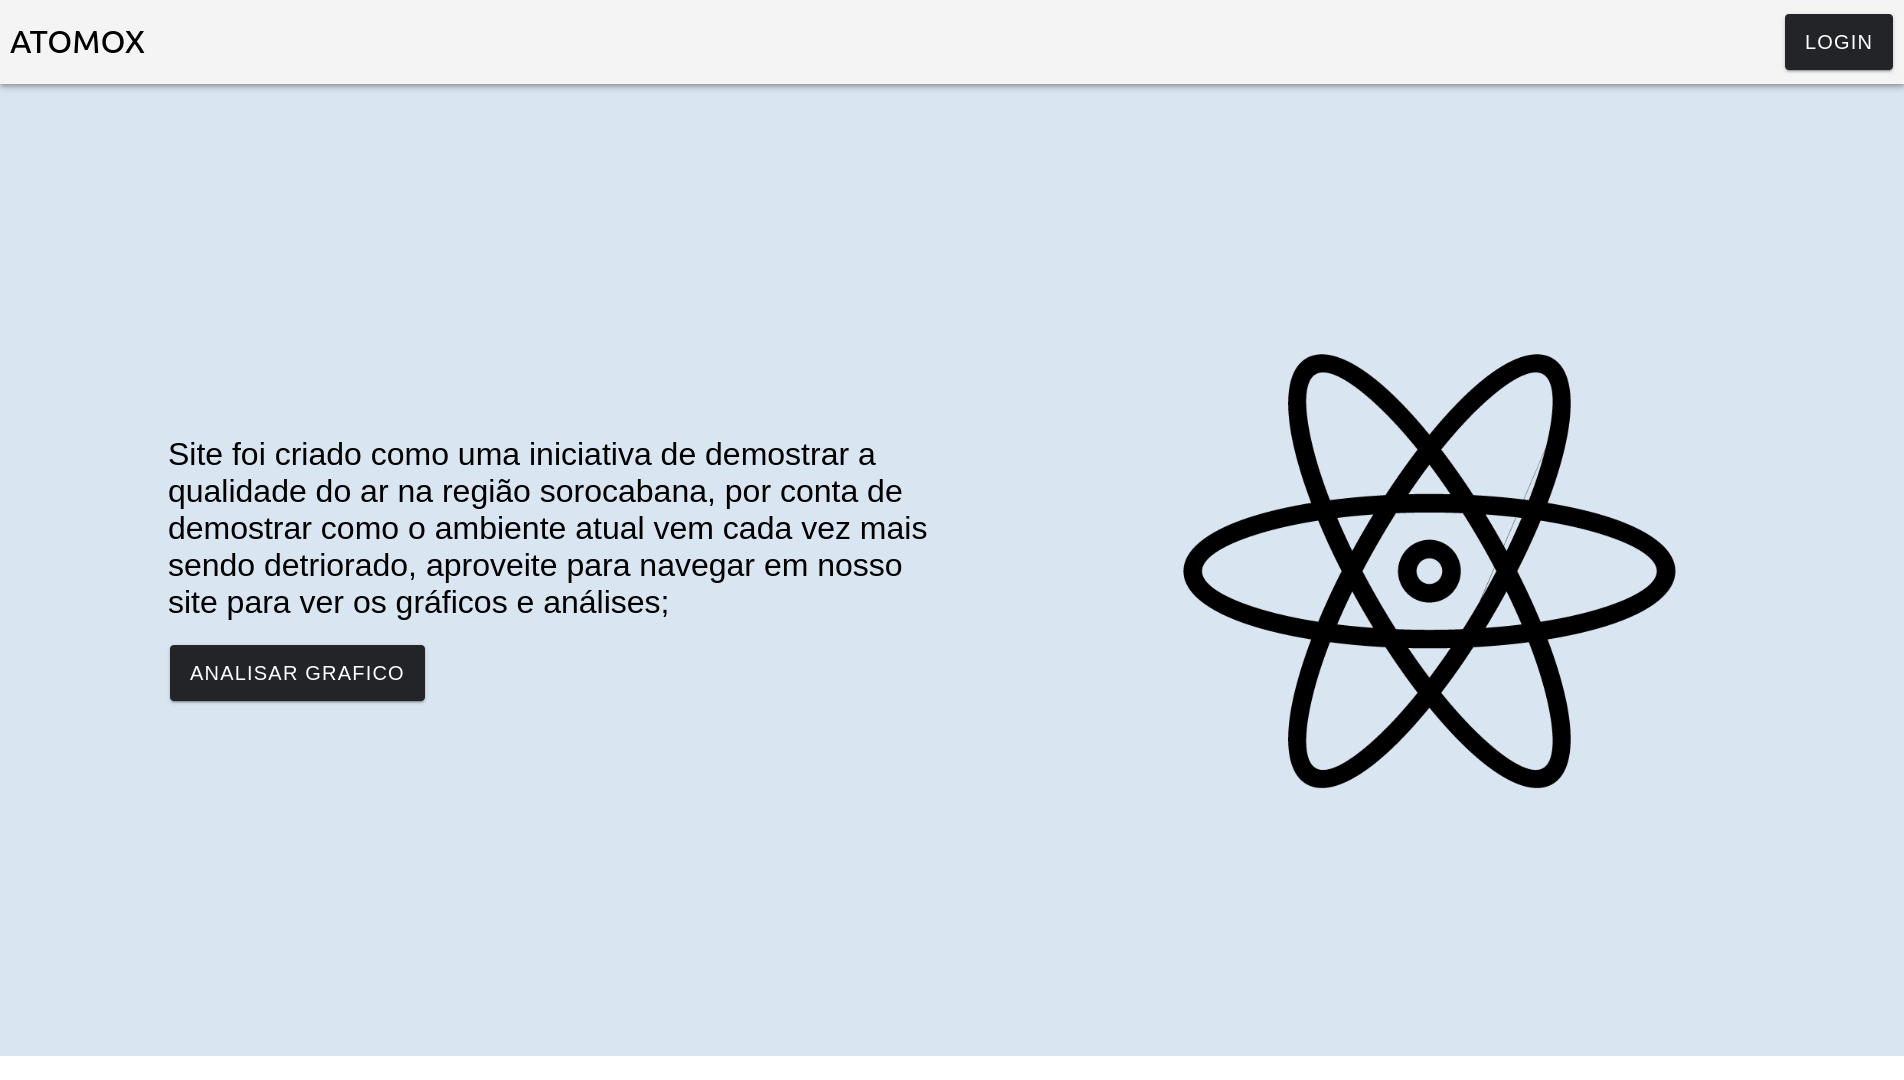 ATOMOX
LOGIN
Site foi criado como uma iniciativa de demostrar a
qualidade do ar na região sorocabana, por conta de
demostrar como o ambiente atual vem cada vez mais
sendo detriorado, aproveite para navegar em nosso
site para ver os gráficos e análises;
ANALISAR GRAFICO